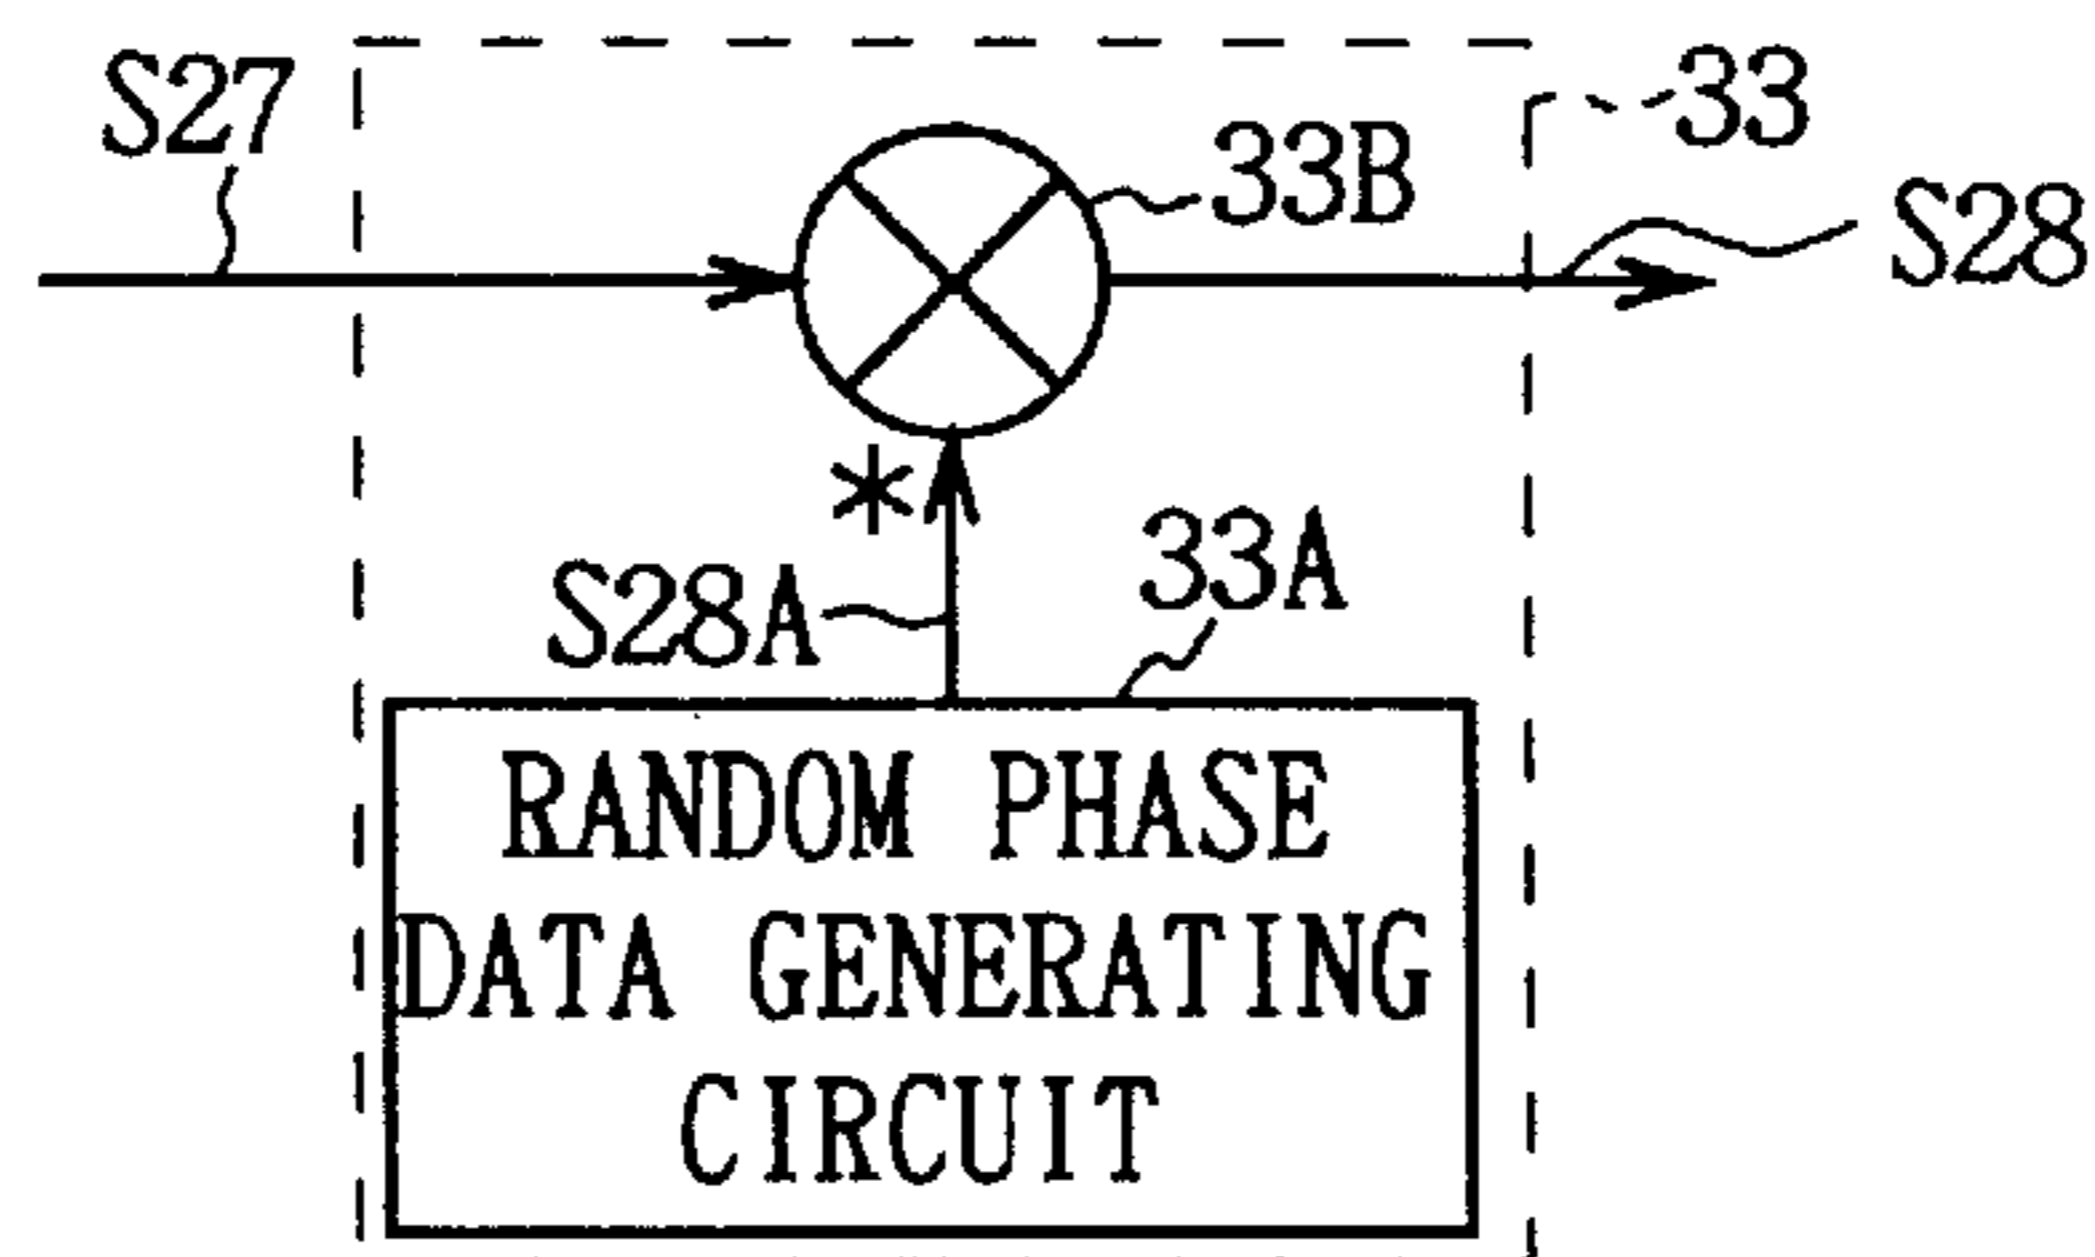 S27
33
33B
S28
*
S28A
33A
RANDOM PHASE
DATA GENERATING
CIRCUIT